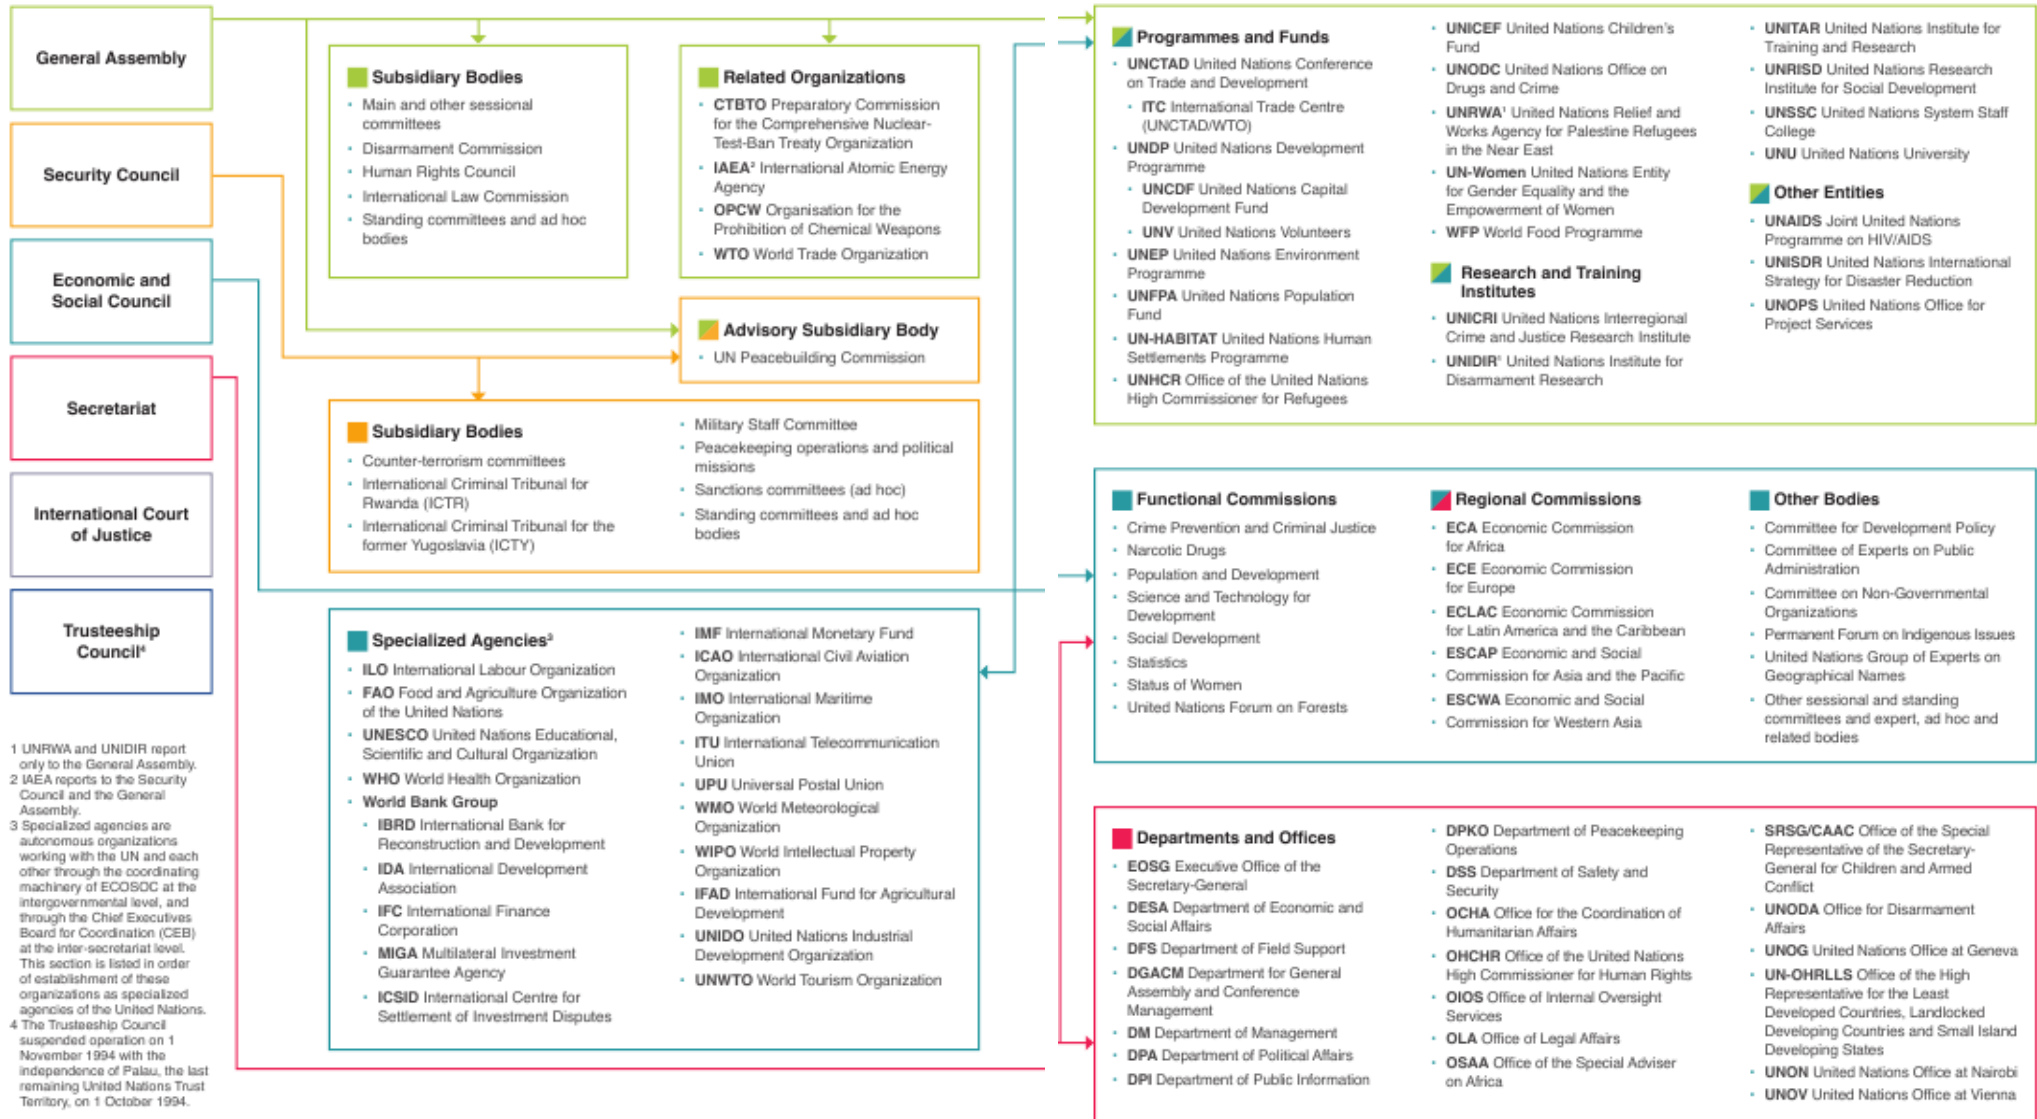 General Assembly
Security Council
Economic and
Social Council
Secretariat
International Court
of Justice
Trusteeship
Council⁴
1 UNRWA and UNIDIR report
only to the General Assembly.
2 IAEA reports to the Security
Council and the General
Assembly.
3 Specialized agencies are
autonomous organizations
working with the UN and each
other through the coordinating
machinery of ECOSOC at the
intergovernmental level, and
through the Chief Executives
Board for Coordination (CEB)
at the inter-secretariat level.
This section is listed in order
of establishment of these
organizations as specialized
agencies of the United Nations.
4 The Trusteeship Council
suspended operation on 1
November 1994 with the
independence of Palau, the last
remaining United Nations Trust
Territory, on 1 October 1994.
Subsidiary Bodies
• Main and other sessional
committees
• Disarmament Commission
• Human Rights Council
• International Law Commission
• Standing committees and ad hoc
bodies
Related Organizations
• CTBTO Preparatory Commission
for the Comprehensive Nuclear-
Test-Ban Treaty Organization
• IAEA² International Atomic Energy
Agency
• OPCW Organisation for the
Prohibition of Chemical Weapons
• WTO World Trade Organization
Advisory Subsidiary Body
• UN Peacebuilding Commission
Subsidiary Bodies
• Counter-terrorism committees
• International Criminal Tribunal for
Rwanda (ICTR)
• International Criminal Tribunal for the
former Yugoslavia (ICTY)
• Military Staff Committee
• Peacekeeping operations and political
missions
• Sanctions committees (ad hoc)
• Standing committees and ad hoc
bodies
Specialized Agencies³
• ILO International Labour Organization
• FAO Food and Agriculture Organization
of the United Nations
• UNESCO United Nations Educational,
Scientific and Cultural Organization
• WHO World Health Organization
• World Bank Group
• IBRD International Bank for
Reconstruction and Development
• IDA International Development
Association
• IFC International Finance
Corporation
• MIGA Multilateral Investment
Guarantee Agency
• ICSID International Centre for
Settlement of Investment Disputes
• IMF International Monetary Fund
• ICAO International Civil Aviation
Organization
• IMO International Maritime
Organization
• ITU International Telecommunication
Union
• UPU Universal Postal Union
• WMO World Meteorological
Organization
• WIPO World Intellectual Property
Organization
• IFAD International Fund for Agricultural
Development
• UNIDO United Nations Industrial
Development Organization
• UNWTO World Tourism Organization
Programmes and Funds
• UNCTAD United Nations Conference
on Trade and Development
• ITC International Trade Centre
(UNCTAD/WTO)
• UNDP United Nations Development
Programme
• UNCDF United Nations Capital
Development Fund
• UNV United Nations Volunteers
• UNEP United Nations Environment
Programme
• UNFPA United Nations Population
Fund
• UN-HABITAT United Nations Human
Settlements Programme
• UNHCR Office of the United Nations
High Commissioner for Refugees
• UNICEF United Nations Children's
Fund
• UNODC United Nations Office on
Drugs and Crime
• UNRWA¹ United Nations Relief and
Works Agency for Palestine Refugees
in the Near East
• UN-Women United Nations Entity
for Gender Equality and the
Empowerment of Women
• WFP World Food Programme
Research and Training
Institutes
• UNICRI United Nations Interregional
Crime and Justice Research Institute
• UNIDIR¹ United Nations Institute for
Disarmament Research
• UNITAR United Nations Institute for
Training and Research
• UNRISD United Nations Research
Institute for Social Development
• UNSSC United Nations System Staff
College
• UNU United Nations University
Other Entities
• UNAIDS Joint United Nations
Programme on HIV/AIDS
• UNISDR United Nations International
Strategy for Disaster Reduction
• UNOPS United Nations Office for
Project Services
Functional Commissions
• Crime Prevention and Criminal Justice
• Narcotic Drugs
• Population and Development
• Science and Technology for
Development
• Social Development
• Statistics
• Status of Women
• United Nations Forum on Forests
Regional Commissions
• ECA Economic Commission
for Africa
• ECE Economic Commission
for Europe
• ECLAC Economic Commission
for Latin America and the Caribbean
• ESCAP Economic and Social
• Commission for Asia and the Pacific
• ESCWA Economic and Social
• Commission for Western Asia
Other Bodies
• Committee for Development Policy
• Committee of Experts on Public
Administration
• Committee on Non-Governmental
Organizations
• Permanent Forum on Indigenous Issues
• United Nations Group of Experts on
Geographical Names
• Other sessional and standing
committees and expert, ad hoc and
related bodies
Departments and Offices
• EOSG Executive Office of the
Secretary-General
• DESA Department of Economic and
Social Affairs
• DFS Department of Field Support
• DGACM Department for General
Assembly and Conference
Management
• DM Department of Management
• DPA Department of Political Affairs
• DPI Department of Public Information
• DPKO Department of Peacekeeping
Operations
• DSS Department of Safety and
Security
• OCHA Office for the Coordination of
Humanitarian Affairs
• OHCHR Office of the United Nations
High Commissioner for Human Rights
• OIOS Office of Internal Oversight
Services
• OLA Office of Legal Affairs
• OSAA Office of the Special Adviser
on Africa
• SRSG/CAAC Office of the Special
Representative of the Secretary-
General for Children and Armed
Conflict
• UNODA Office for Disarmament
Affairs
• UNOG United Nations Office at Geneva
• UN-OHRLLS Office of the High
Representative for the Least
Developed Countries, Landlocked
Developing Countries and Small Island
Developing States
• UNON United Nations Office at Nairobi
• UNOV United Nations Office at Vienna